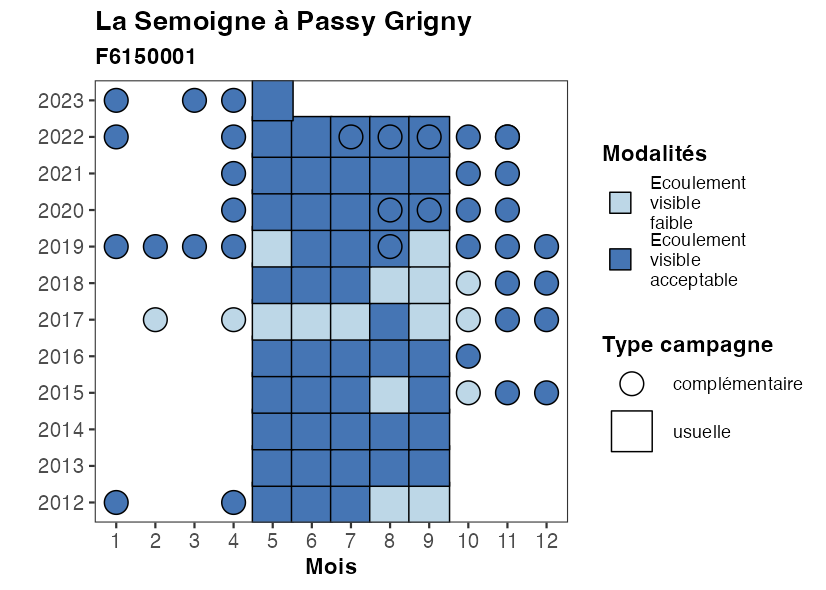 La Semoigne à Passy Grigny
F6150001
2023
2022
2021
2020
2019
2018
2017
2016
2015
2014
2013
2012
1 2 3 4 5 6 7 8 9 10 11 12
Mois
Modalités
Ecoulement
visible
faible
Ecoulement
visible
acceptable
Type campagne
complémentaire
usuelle